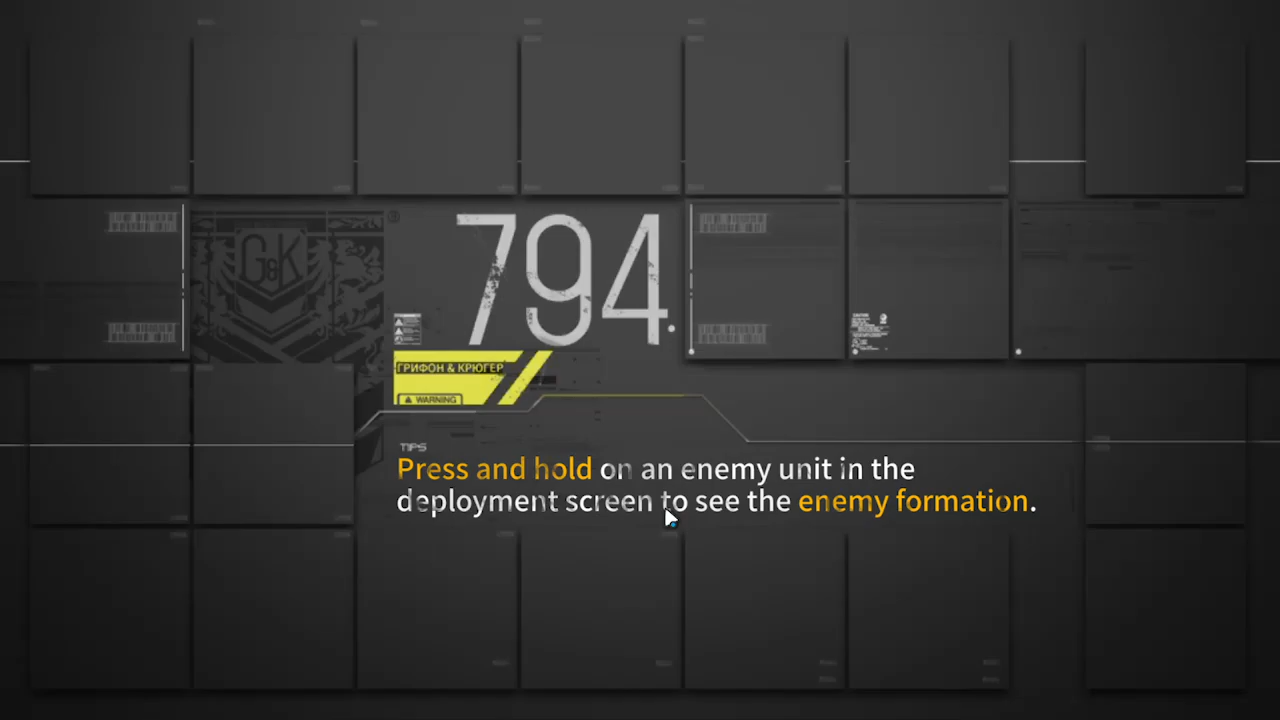 G&K
794.
ГРИФОН & КРЮГЕР
WARNING
TIPS
Press and hold on an enemy unit in the
deployment screen to see the enemy formation.